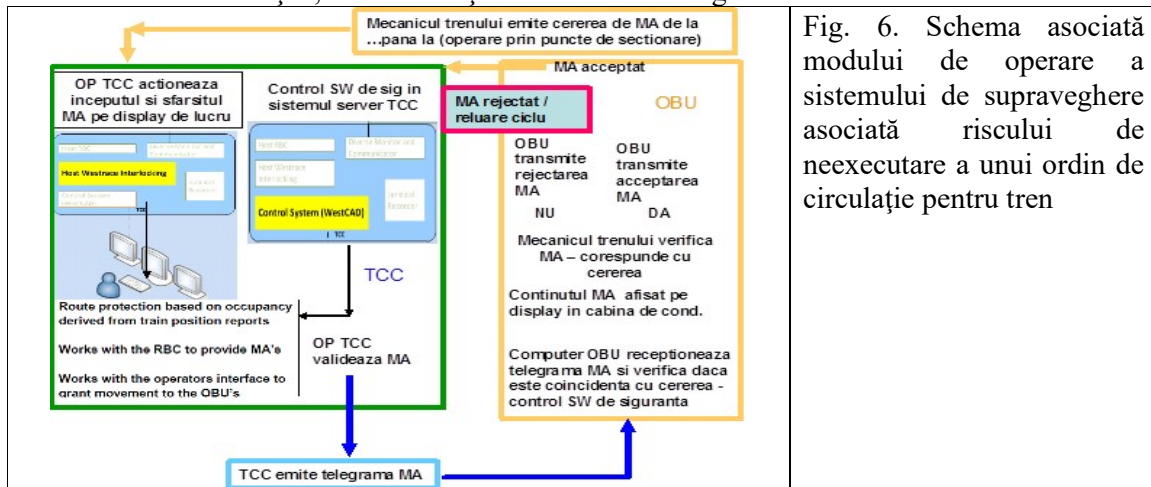 Mecanicul trenului emite cererea de MA de la
...pana la (operare prin puncte de sectionare)
MA acceptat
OP TCC actioneaza
inceputul si sfarsitul
MA pe display de lucru
Control SW de sig in
sistemul server TCC
MA rejectat /
reluare ciclu
OBU
Host Westrace Interlocking
TCC
Host RBC
Host Westrace
Interlocking
Control System (WestCAD)
TCC
TCC
OBU
transmite
rejectarea
MA
NU
OBU
transmite
acceptarea
MA
DA
Mecanicul trenului verifica
MA – corespunde cu
cererea
Continutul MA afisat pe
display in cabina de cond.
Computer OBU receptioneaza
telegrama MA si verifica daca
este coincidenta cu cererea -
control SW de siguranta
Route protection based on occupancy
derived from train position reports
Works with the RBC to provide MA's
Works with the operators interface to
grant movement to the OBU's
OP TCC
valideaza MA
TCC emite telegrama MA
Fig. 6. Schema asociată
modului de operare a
sistemului de supraveghere
asociată riscului de
neexecutare a unui ordin de
circulaţie pentru tren